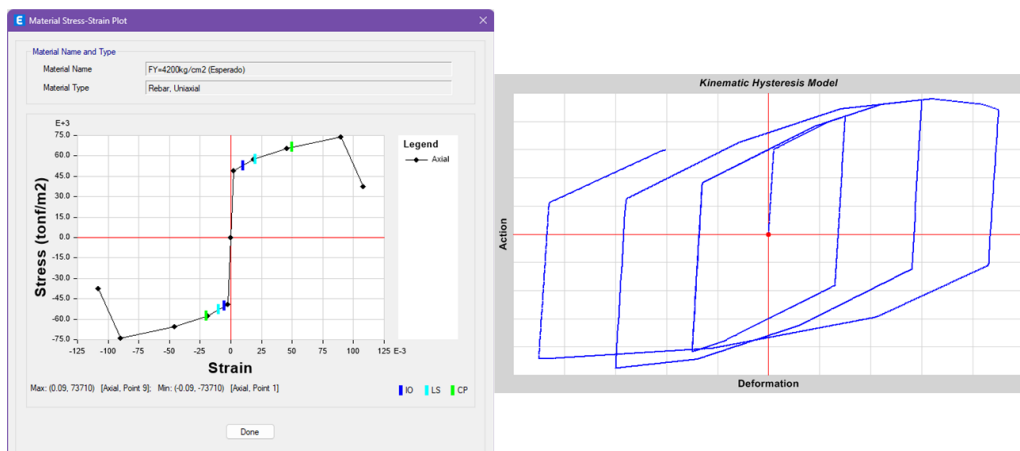 E Material Stress-Strain Plot
Material Name and Type
Material Name FY=4200kg/cm2 (Esperado)
Material Type Rebar, Uniaxial
E+3
75.0
60.0
45.0
30.0
15.0
0.0
-15.0
-30.0
-45.0
-60.0
-75.0
Stress (tonf/m2)
-125 -100 -75 -50 -25 0 25 50 75 100 125 E-3
Strain
Legend
Axial
Max: (0.09, 73710) [Axial, Point 9]; Min: (-0.09, -73710) [Axial, Point 1]
IO LS CP
Done
Kinematic Hysteresis Model
Action
Deformation